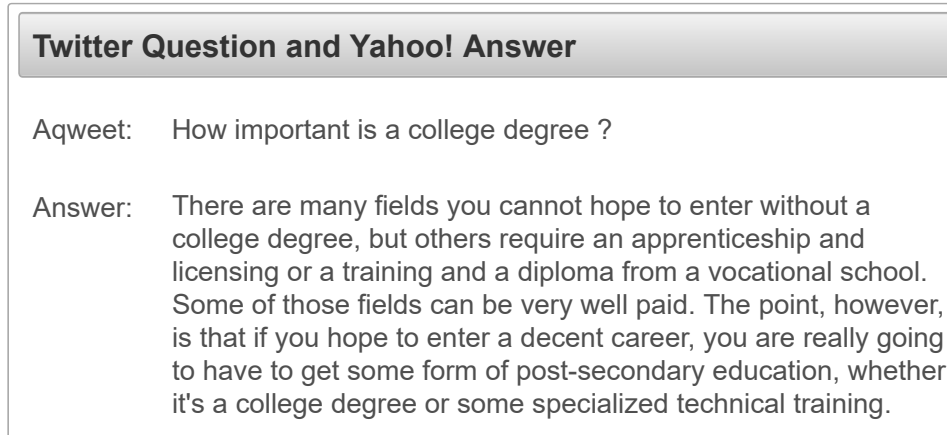 Twitter Question and Yahoo! Answer
Aqweet: How important is a college degree ?
Answer: There are many fields you cannot hope to enter without a
college degree, but others require an apprenticeship and
licensing or a training and a diploma from a vocational school.
Some of those fields can be very well paid. The point, however,
is that if you hope to enter a decent career, you are really going
to have to get some form of post-secondary education, whether
it's a college degree or some specialized technical training.